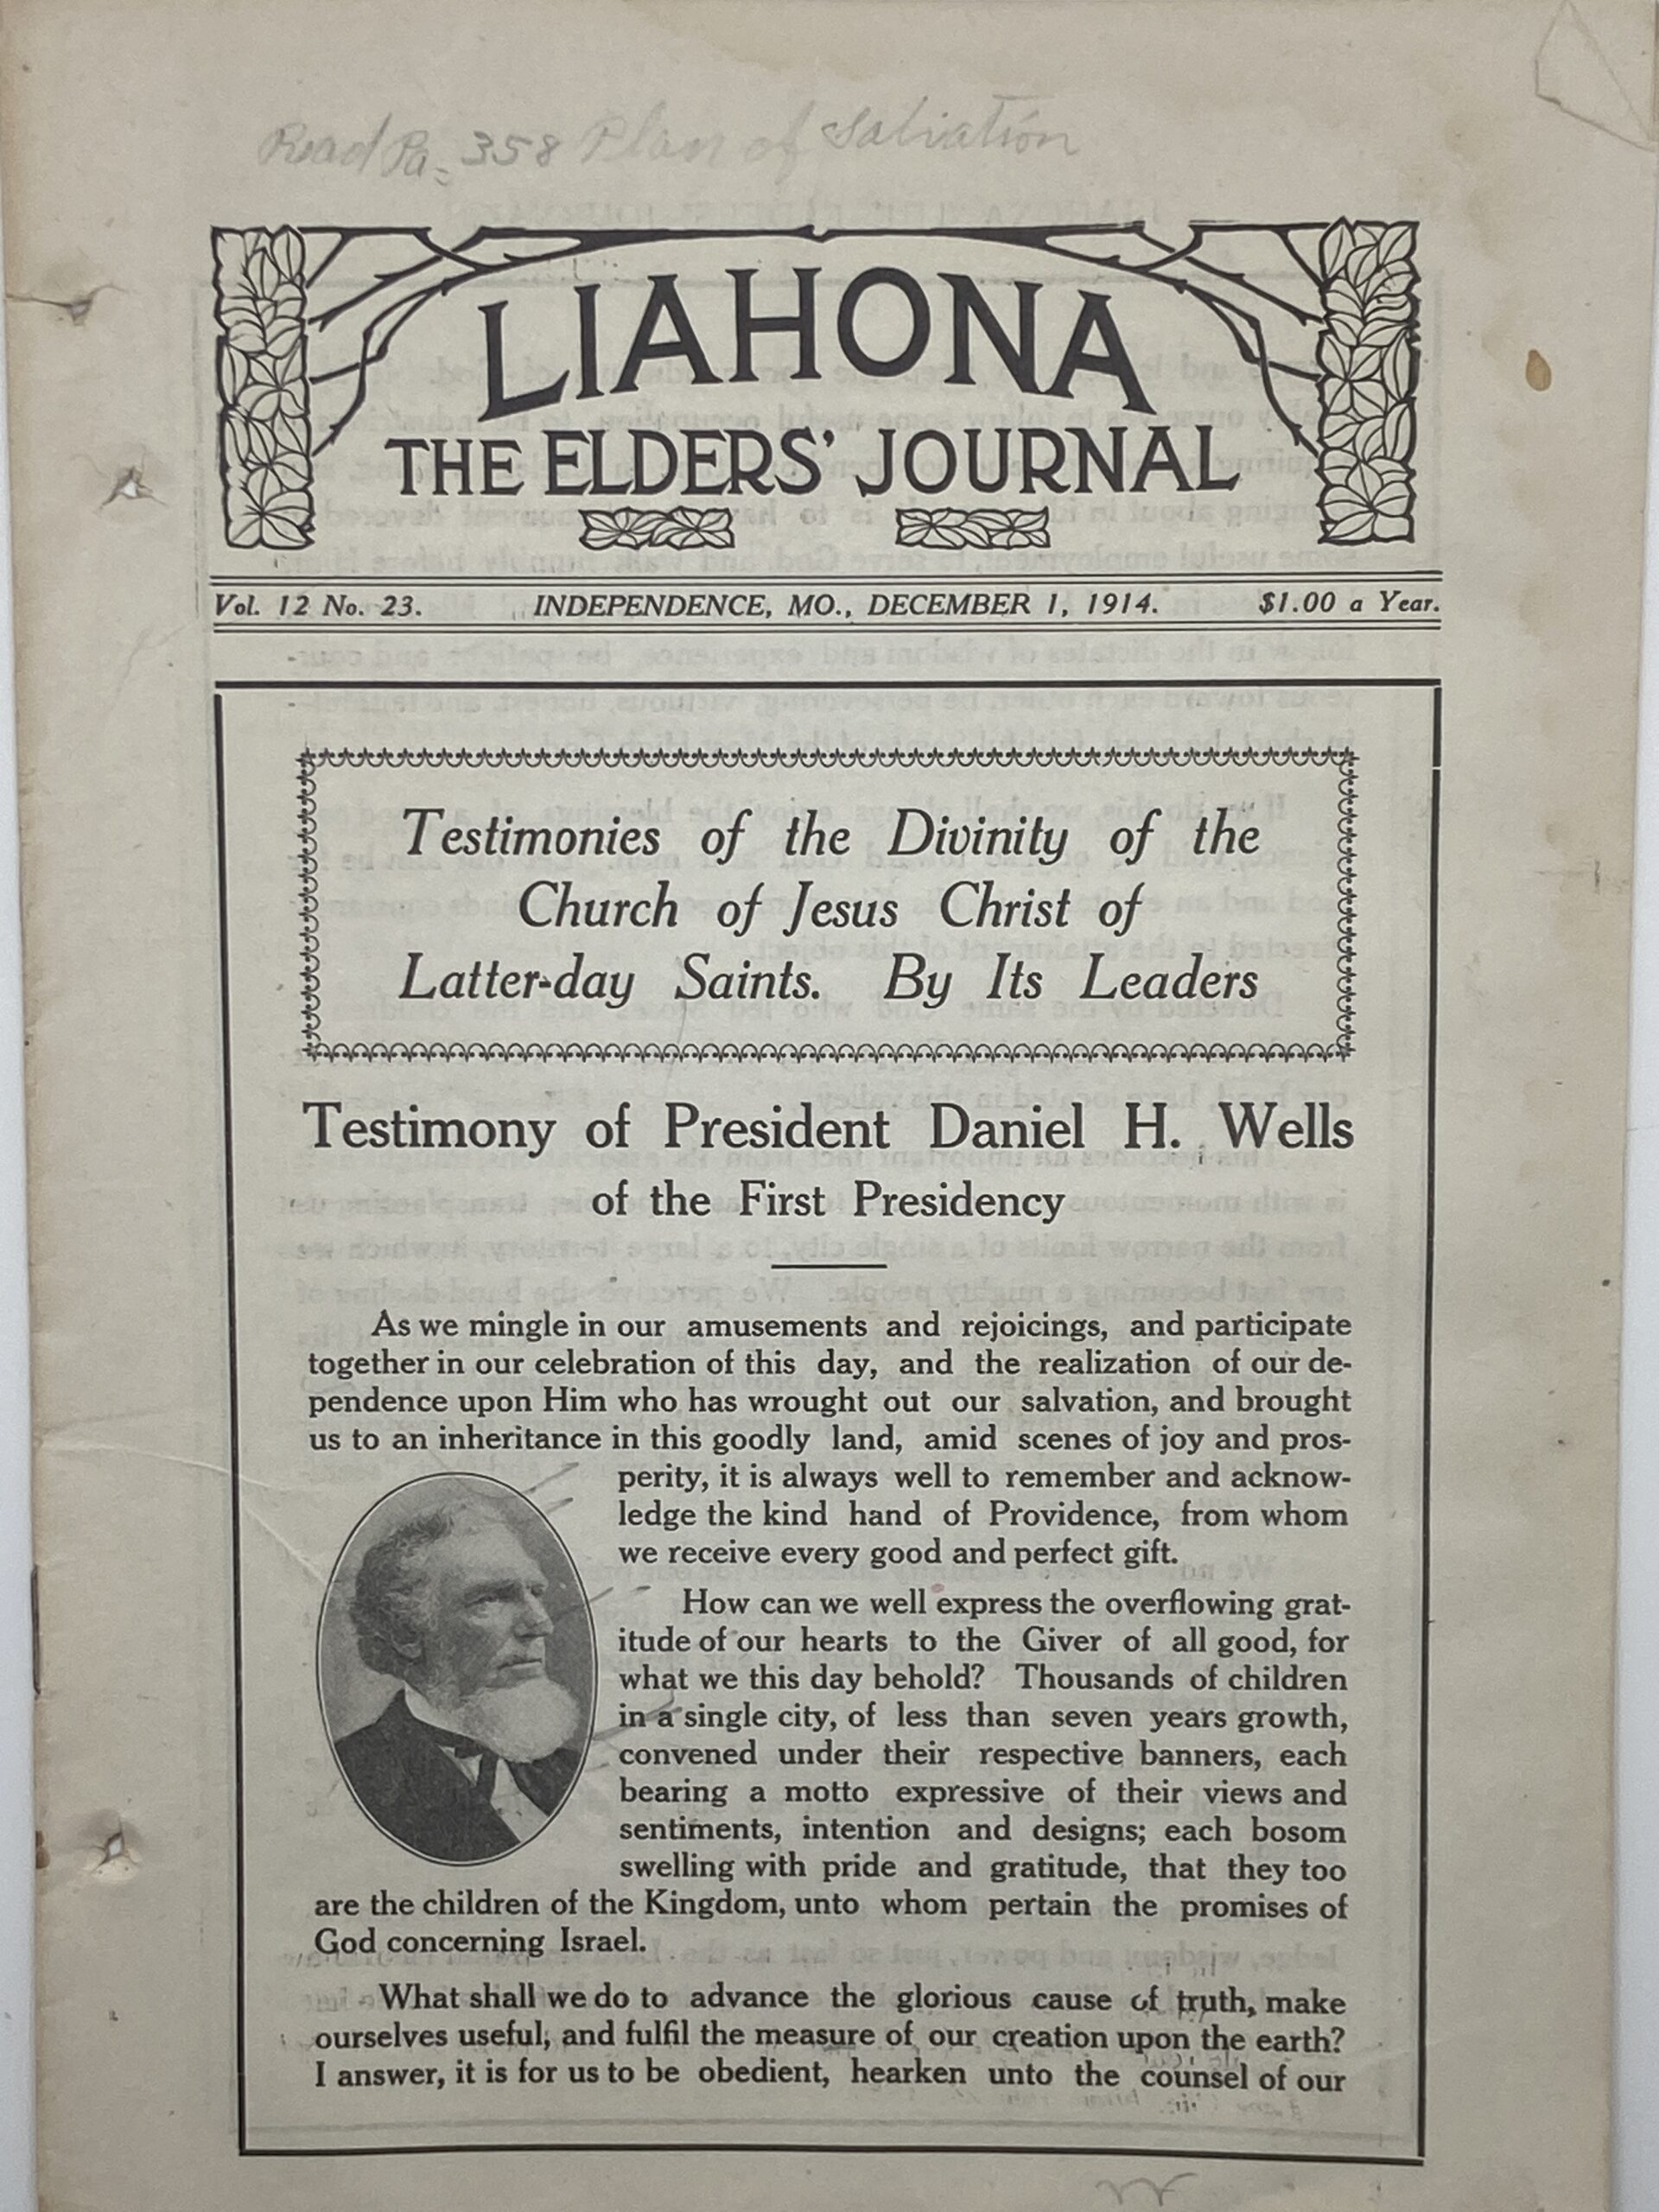 Read Pa= 358 Plan of Salvation
LIAHONA
THE ELDERS' JOURNAL
Vol. 12 No. 23. INDEPENDENCE, MO., DECEMBER 1, 1914. $1.00 a Year.
Testimonies of the Divinity of the
Church of Jesus Christ of
Latter-day Saints. By Its Leaders
Testimony of President Daniel H. Wells
of the First Presidency
As we mingle in our amusements and rejoicings, and participate
together in our celebration of this day, and the realization of our de-
pendence upon Him who has wrought out our salvation, and brought
us to an inheritance in this goodly land, amid scenes of joy and pros-
perity, it is always well to remember and acknow-
ledge the kind hand of Providence, from whom
we receive every good and perfect gift.
How can we well express the overflowing grat-
itude of our hearts to the Giver of all good, for
what we this day behold? Thousands of children
in a single city, of less than seven years growth,
convened under their respective banners, each
bearing a motto expressive of their views and
sentiments, intention and designs; each bosom
swelling with pride and gratitude, that they too
are the children of the Kingdom, unto whom pertain the promises of
God concerning Israel.
What shall we do to advance the glorious cause of truth, make
ourselves useful, and fulfil the measure of our creation upon the earth?
I answer, it is for us to be obedient, hearken unto the counsel of our